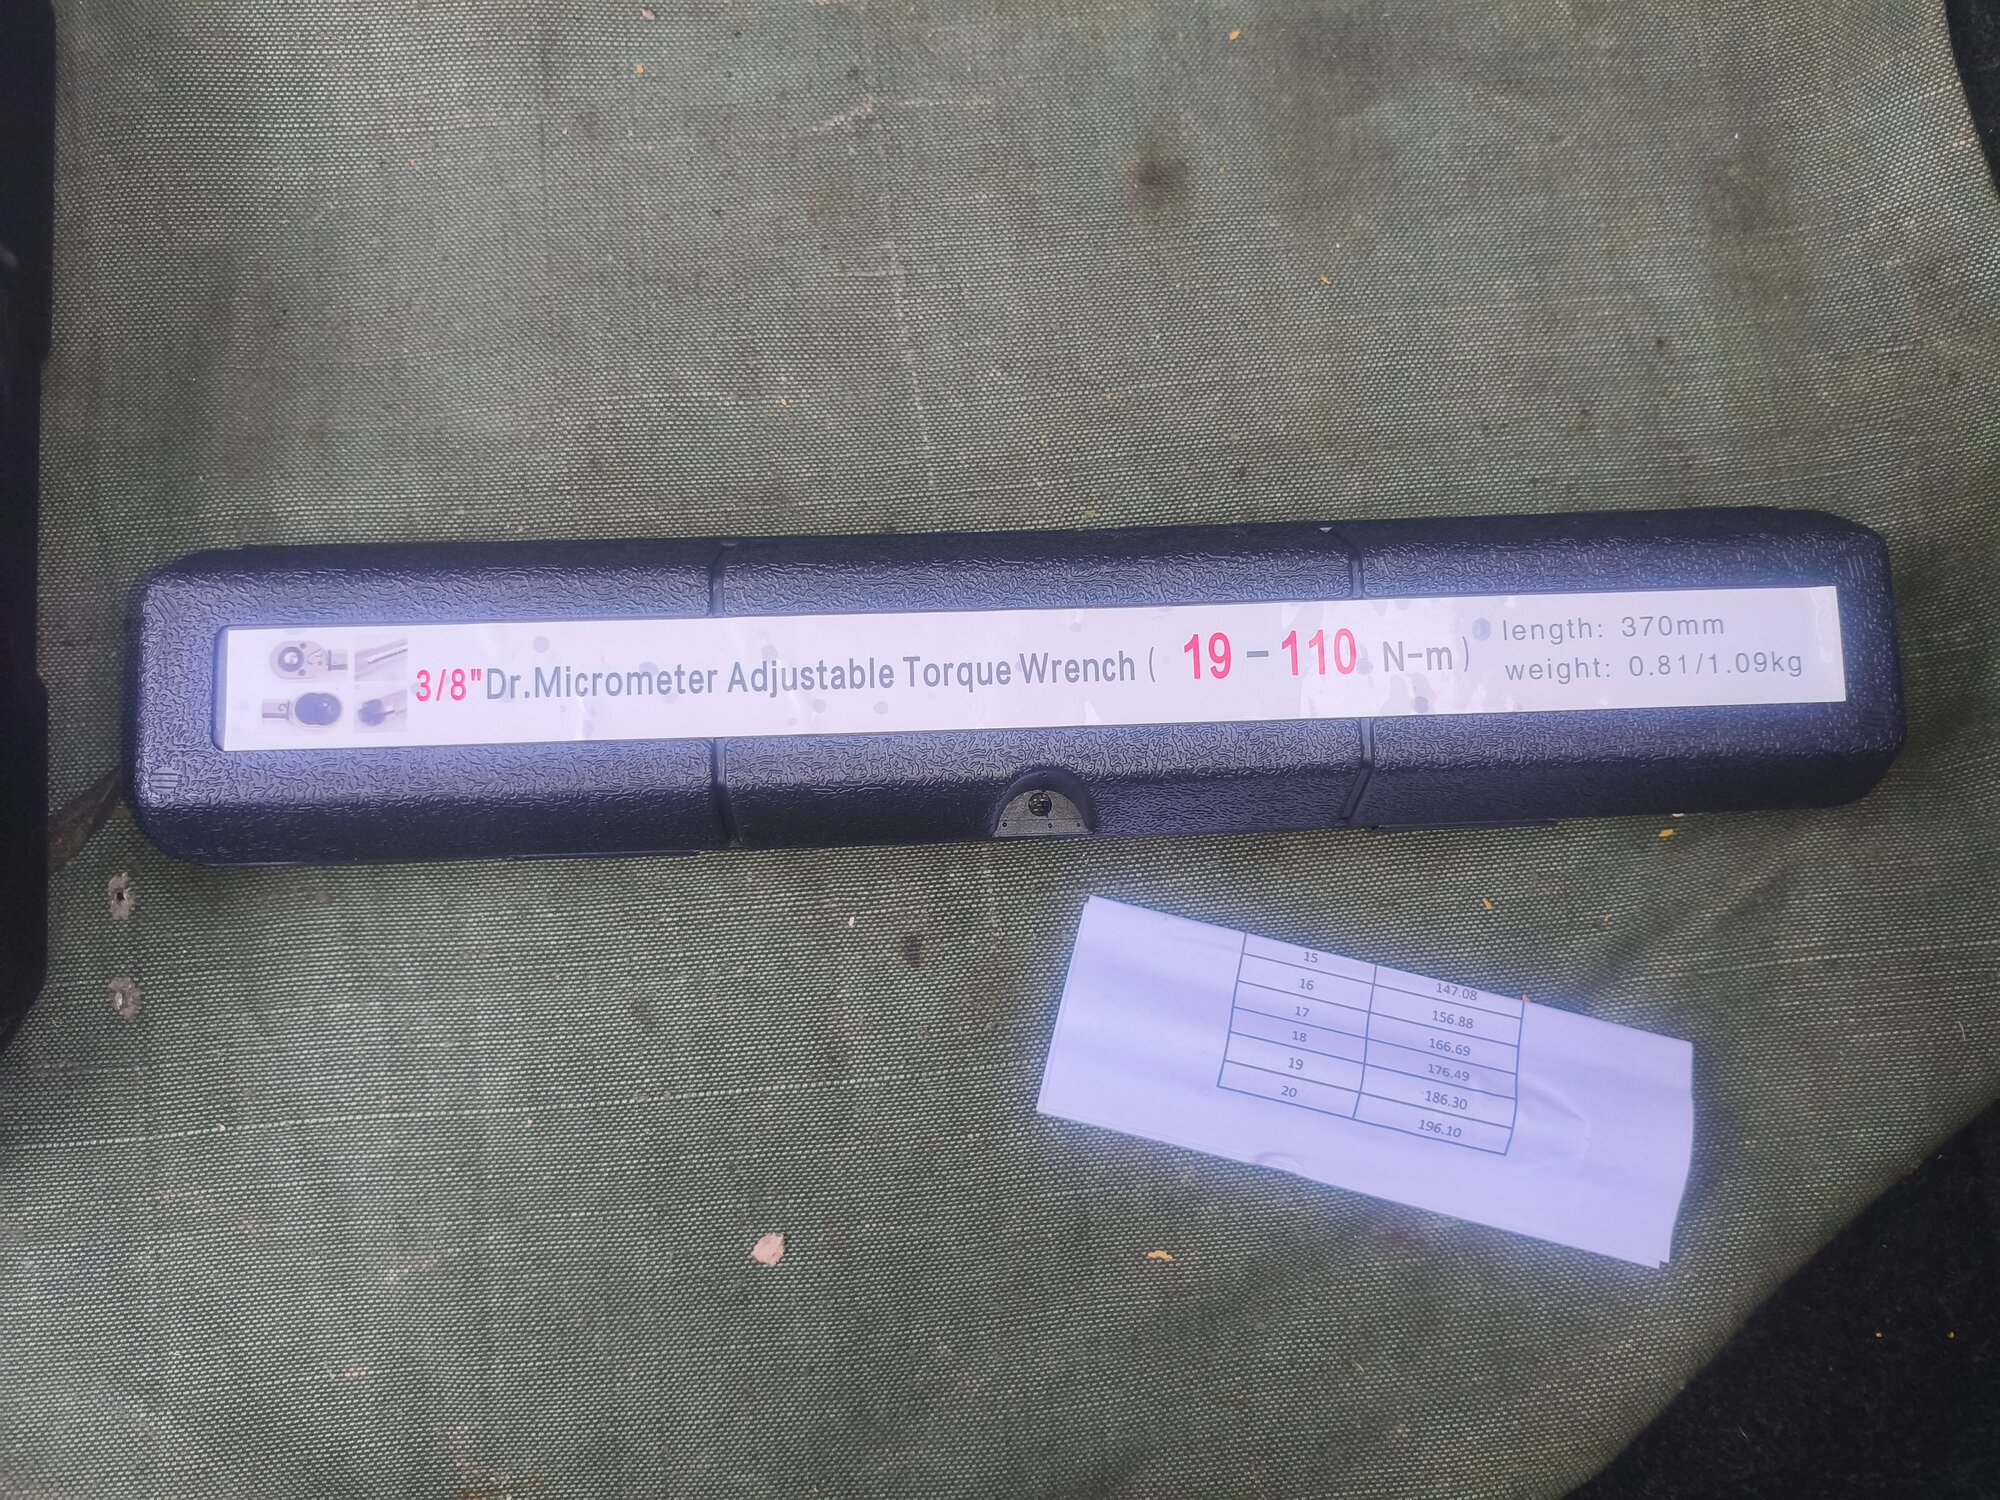 3/8"Dr.Micrometer Adjustable Torque Wrench ( 19-110 N-m)
length: 370mm
weight: 0.81/1.09kg
15 147.08
16 156.88
17 166.69
18 176.49
19 186.30
20 196.10